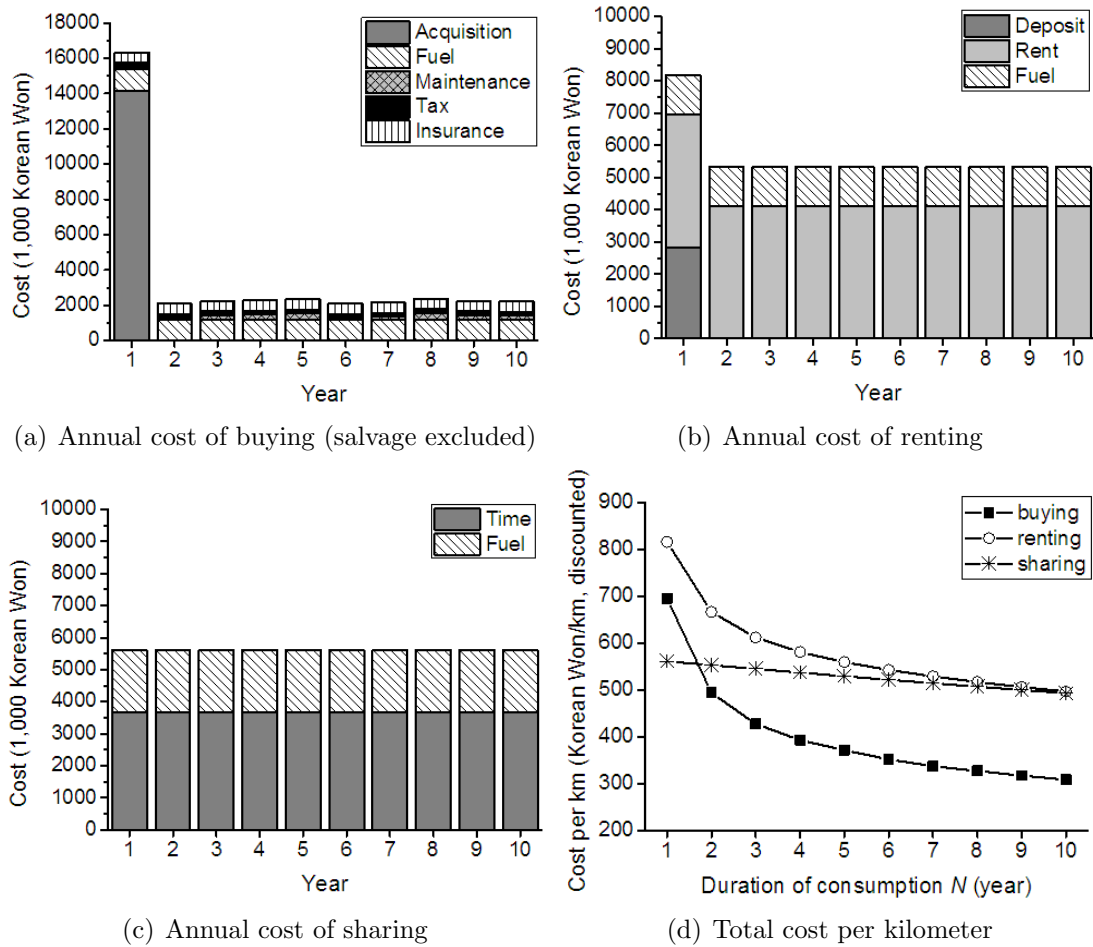 18000
16000
14000
12000
10000
8000
6000
4000
2000
0
Cost (1,000 Korean Won)
Acquisition
Fuel
Maintenance
Tax
Insurance
1 2 3 4 5 6 7 8 9 10
Year
(a) Annual cost of buying (salvage excluded)
10000
9000
8000
7000
6000
5000
4000
3000
2000
1000
0
Cost (1,000 Korean Won)
Deposit
Rent
Fuel
1 2 3 4 5 6 7 8 9 10
Year
(b) Annual cost of renting
10000
9000
8000
7000
6000
5000
4000
3000
2000
1000
0
Cost (1,000 Korean Won)
Time
Fuel
1 2 3 4 5 6 7 8 9 10
Year
(c) Annual cost of sharing
900
800
700
600
500
400
300
200
Cost per km (Korean Won/km, discounted)
buying
renting
sharing
1 2 3 4 5 6 7 8 9 10
Duration of consumption N (year)
(d) Total cost per kilometer